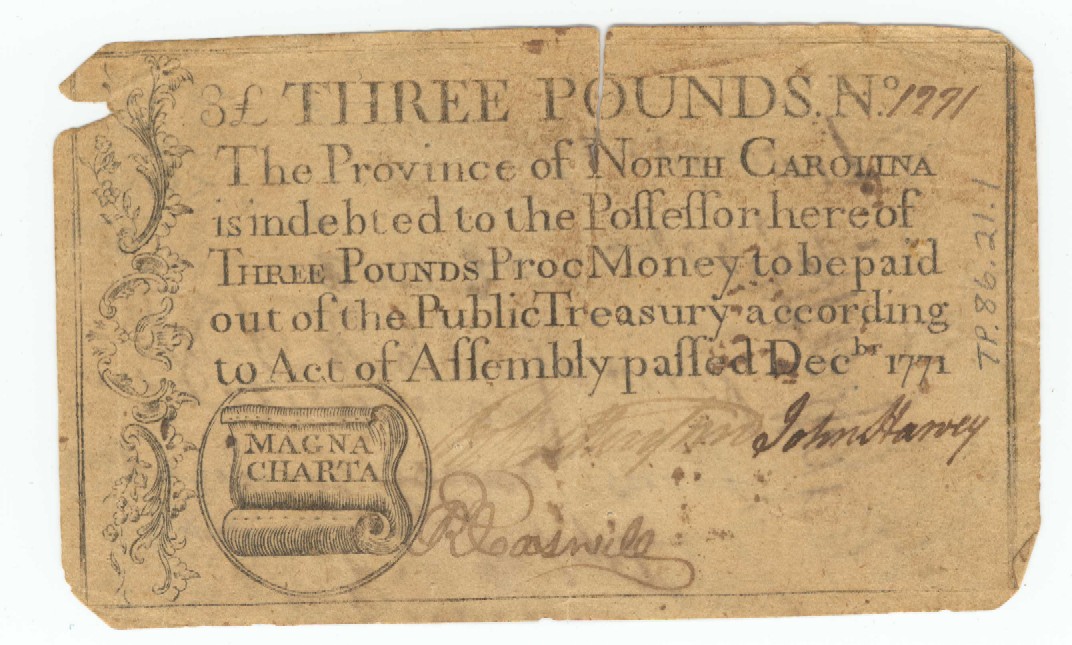 3£ THREE POUNDS. No. 1771
The Province of NORTH CAROLINA
is indebted to the Poſſeſſor hereof
THREE POUNDS Proc Money to be paid
out of the Public Treasury according
to Act of Aſſembly paſſed Decbr 1771
MAGNA
CHARTA
John Harvey
R Caswell
TP.86.21.1